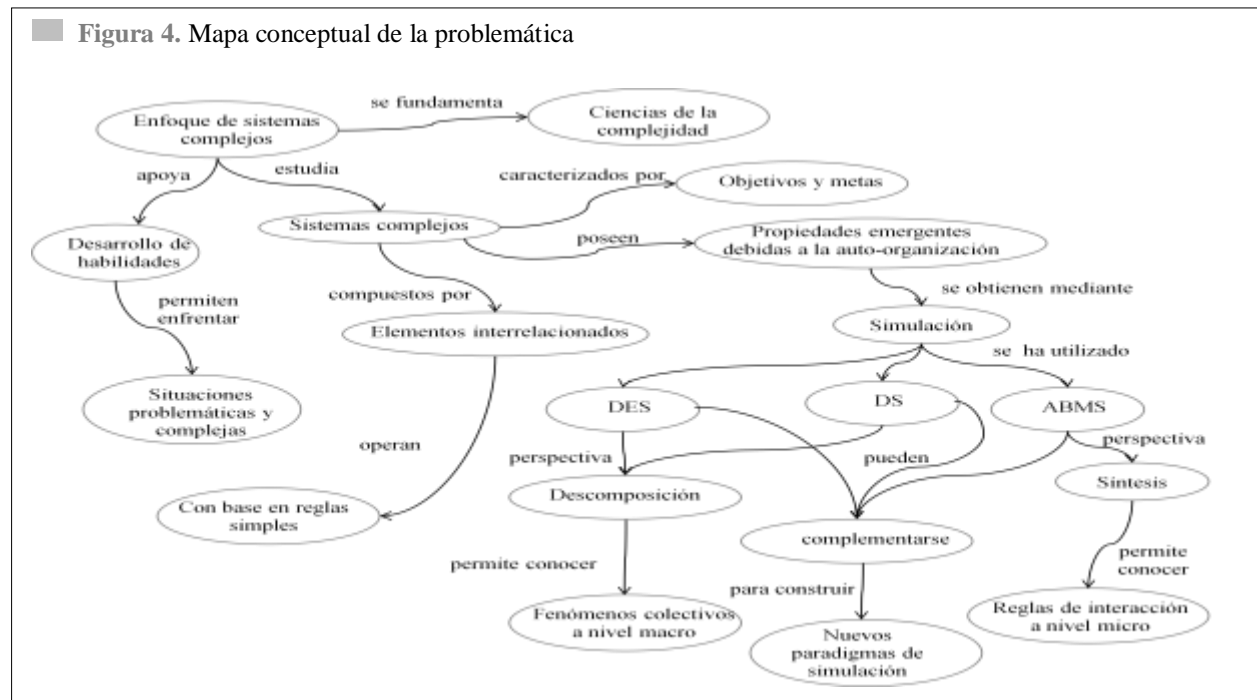 Figura 4. Mapa conceptual de la problemática
se fundamenta
Enfoque de sistemas
complejos
Ciencias de la
complejidad
apoya
estudia
caracterizados por
Objetivos y metas
Sistemas complejos
poseen
Propiedades emergentes
debidas a la auto-organización
Desarrollo de
habilidades
permiten
enfrentar
compuestos por
se obtienen mediante
Elementos interrelacionados
Simulación
se ha utilizado
Situaciones
problemáticas y
complejas
DES
DS
ABMS
operan
perspectiva
pueden
perspectiva
Descomposición
Síntesis
Con base en reglas
simples
complementarse
permite conocer
para construir
permite
conocer
Fenómenos colectivos
a nivel macro
Nuevos
paradigmas de
simulación
Reglas de interacción
a nivel micro